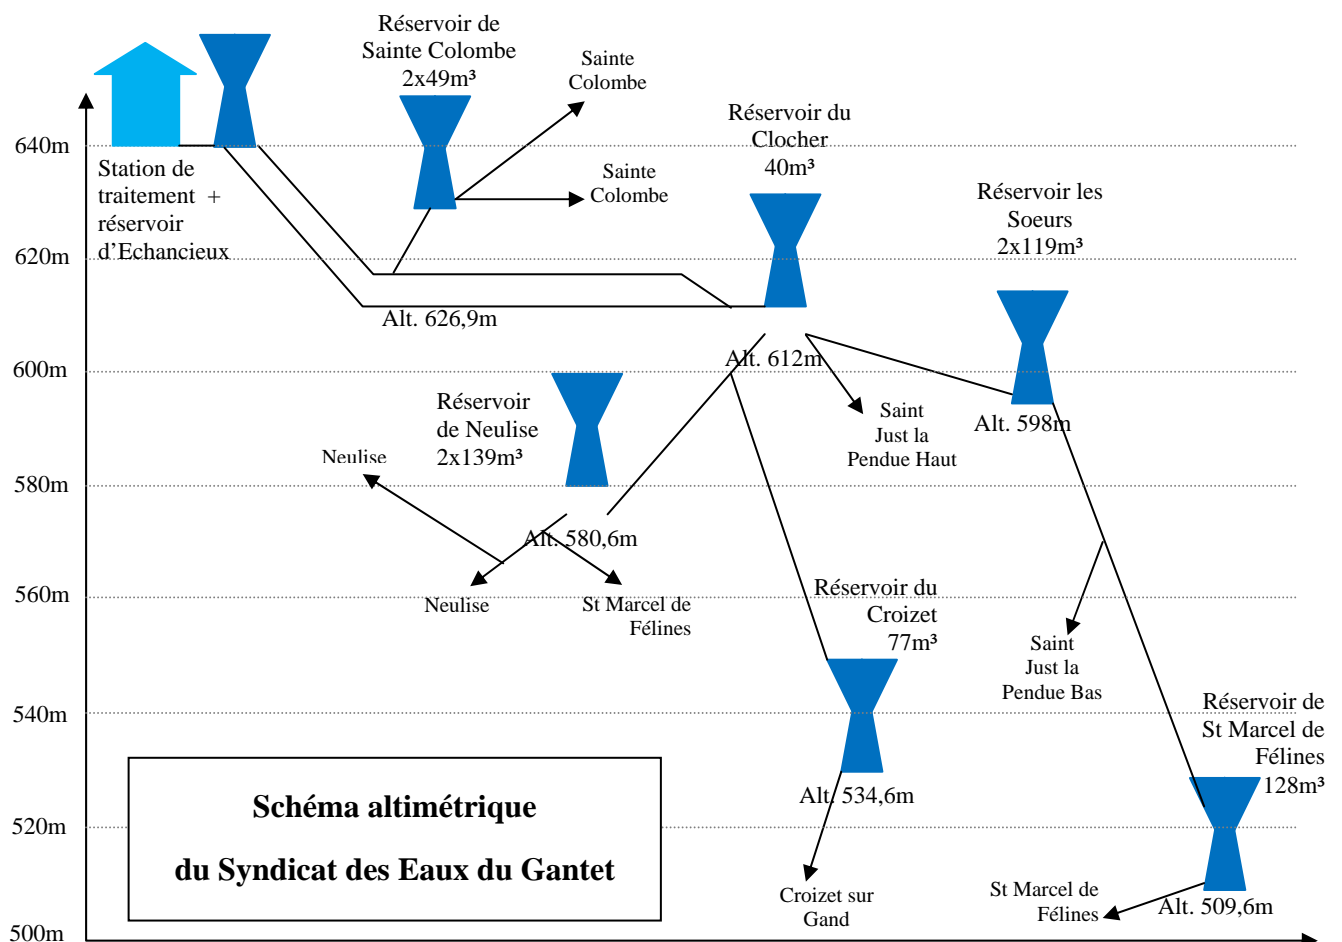 Réservoir de
Sainte Colombe
2x49m³
Sainte
Colombe
Réservoir du
Clocher
40m³
640m
Station de
traitement +
réservoir
d'Echancieux
Sainte
Colombe
Réservoir les
Soeurs
2x119m³
620m
Alt. 626,9m
Alt. 612m
600m
Réservoir
de Neulise
2x139m³
Saint
Just la
Pendue Haut
Alt. 598m
Neulise
580m
Alt. 580,6m
560m
Neulise
St Marcel de
Félines
Réservoir du
Croizet
77m³
Saint
Just la
Pendue Bas
540m
Réservoir de
St Marcel de
Félines
128m³
Alt. 534,6m
520m
Schéma altimétrique
du Syndicat des Eaux du Gantet
Croizet sur
Gand
St Marcel de
Félines
Alt. 509,6m
500m